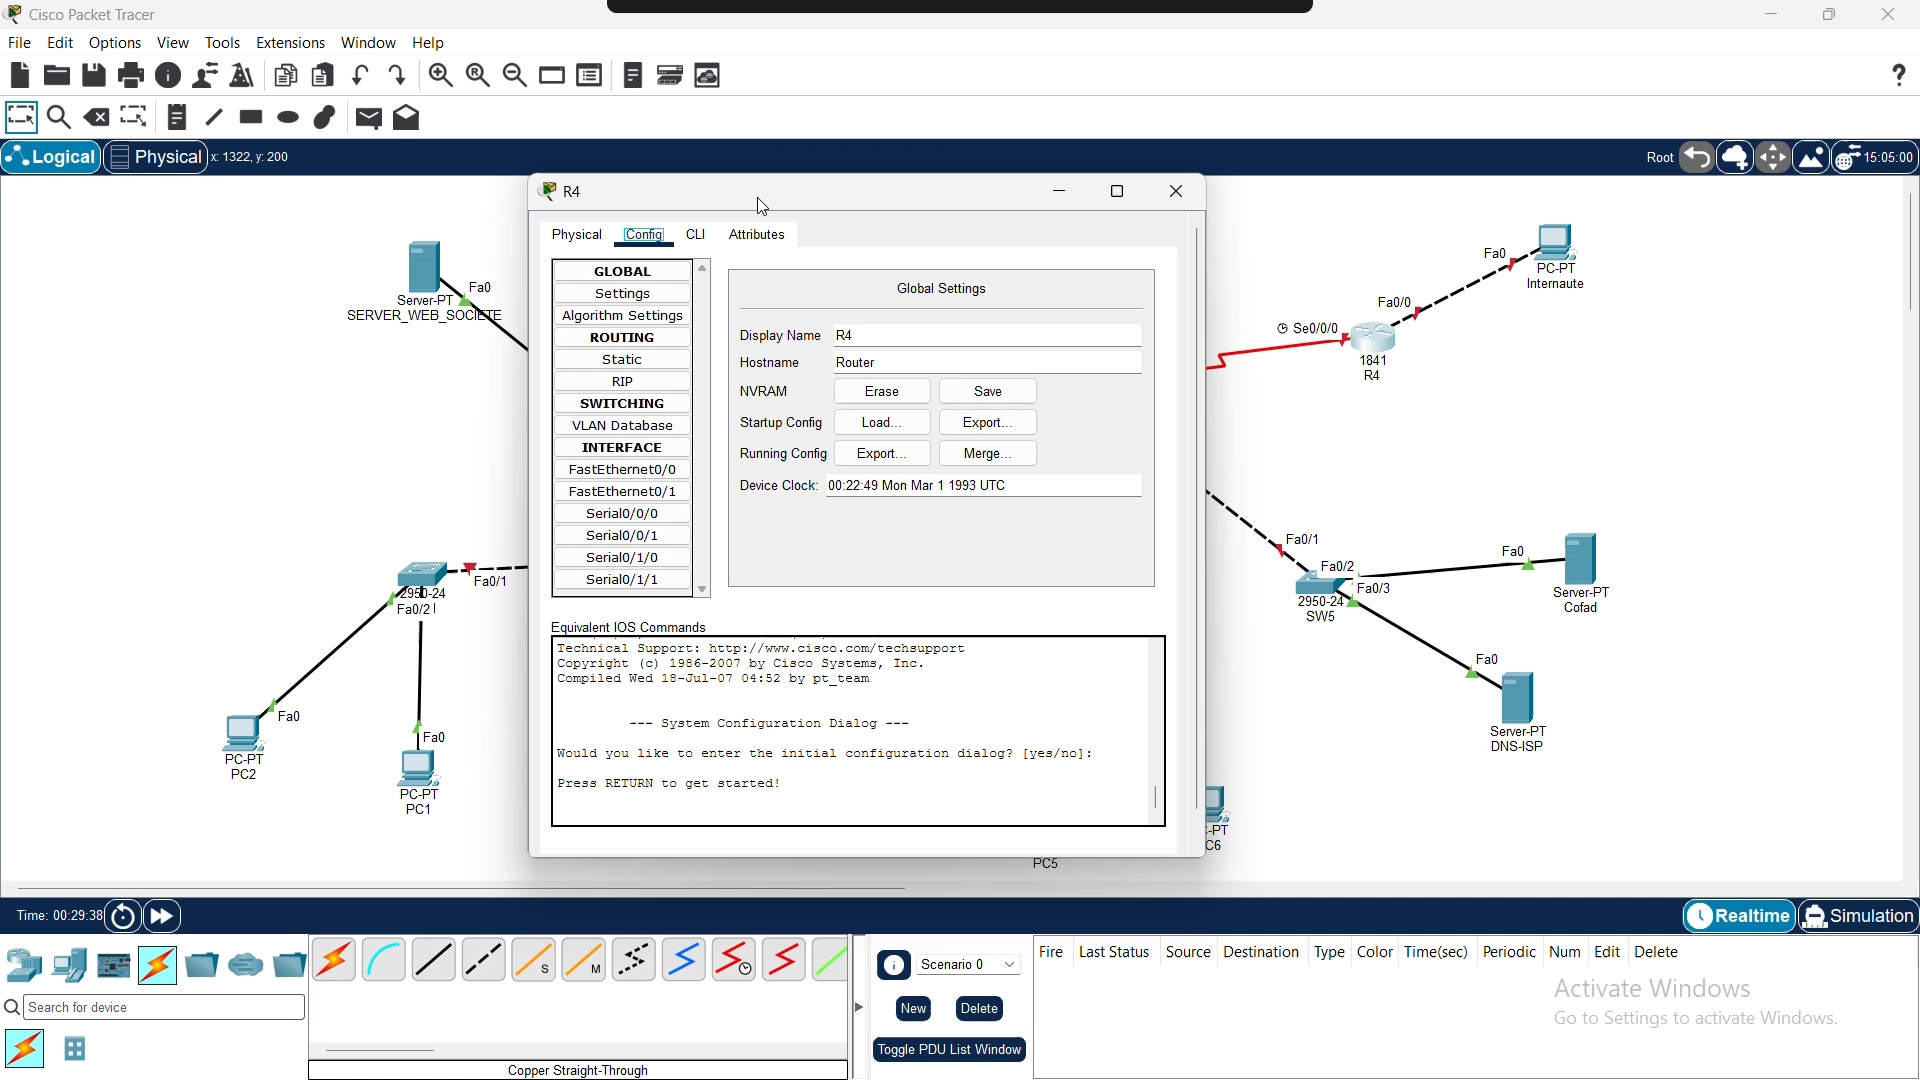 Cisco Packet Tracer
File Edit Options View Tools Extensions Window Help
Logical Physical x: 1322, y: 200
Root 15:05:00
R4
Physical Config CLI Attributes
GLOBAL
Settings
Algorithm Settings
ROUTING
Static
RIP
SWITCHING
VLAN Database
INTERFACE
FastEthernet0/0
FastEthernet0/1
Serial0/0/0
Serial0/0/1
Serial0/1/0
Serial0/1/1
Global Settings
Display Name R4
Hostname Router
NVRAM Erase Save
Startup Config Load... Export...
Running Config Export... Merge...
Device Clock: 00:22:49 Mon Mar 1 1993 UTC
Equivalent IOS Commands
Technical Support: http://www.cisco.com/techsupport
Copyright (c) 1986-2007 by Cisco Systems, Inc.
Compiled Wed 18-Jul-07 04:52 by pt_team
--- System Configuration Dialog ---
Would you like to enter the initial configuration dialog? [yes/no]:
Press RETURN to get started!
Fa0
Server-PT
SERVER_WEB_SOCIETE
Fa0/1
2950-24
Fa0/2
Fa0
PC-PT
PC2
Fa0
PC-PT
PC1
Fa0
PC-PT
Internaute
Fa0/0
Se0/0/0
1841
R4
Fa0/1
Fa0/2
Fa0/3
2950-24
SW5
Fa0
Server-PT
Cofad
Fa0
Server-PT
DNS-ISP
PC5
Time: 00:29:38
Realtime Simulation
Search for device
S
M
Copper Straight-Through
Scenario 0
New Delete
Toggle PDU List Window
Fire Last Status Source Destination Type Color Time(sec) Periodic Num Edit Delete
Activate Windows
Go to Settings to activate Windows.